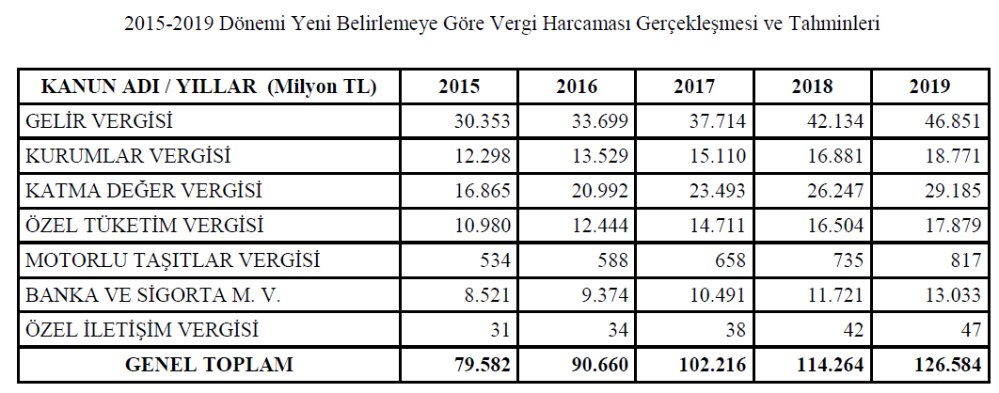 2015-2019 Dönemi Yeni Belirlemeye Göre Vergi Harcaması Gerçekleşmesi ve Tahminleri
KANUN ADI / YILLAR (Milyon TL) 2015 2016 2017 2018 2019
GELİR VERGİSİ 30.353 33.699 37.714 42.134 46.851
KURUMLAR VERGİSİ 12.298 13.529 15.110 16.881 18.771
KATMA DEĞER VERGİSİ 16.865 20.992 23.493 26.247 29.185
ÖZEL TÜKETİM VERGİSİ 10.980 12.444 14.711 16.504 17.879
MOTORLU TAŞITLAR VERGİSİ 534 588 658 735 817
BANKA VE SİGORTA M. V. 8.521 9.374 10.491 11.721 13.033
ÖZEL İLETİŞİM VERGİSİ 31 34 38 42 47
GENEL TOPLAM 79.582 90.660 102.216 114.264 126.584